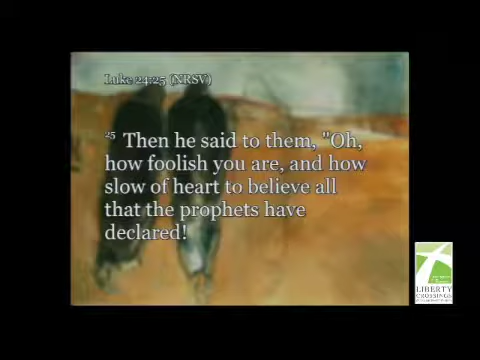 Luke 24:25 (NRSV)
25 Then he said to them, "Oh,
how foolish you are, and how
slow of heart to believe all
that the prophets have
declared!
LIBERTY
CROSSINGS